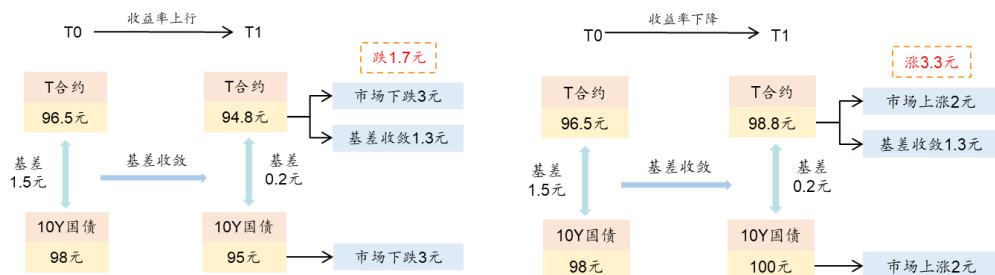 收益率上行
T0
T1
跌1.7元
T合约
96.5元
T合约
94.8元
市场下跌3元
基差收敛1.3元
基差
1.5元
基差收敛
基差
0.2元
10Y国债
98元
10Y国债
95元
市场下跌3元
收益率下降
T0
T1
涨3.3元
T合约
96.5元
T合约
98.8元
市场上涨2元
基差收敛1.3元
基差
1.5元
基差收敛
基差
0.2元
10Y国债
98元
10Y国债
100元
市场上涨2元